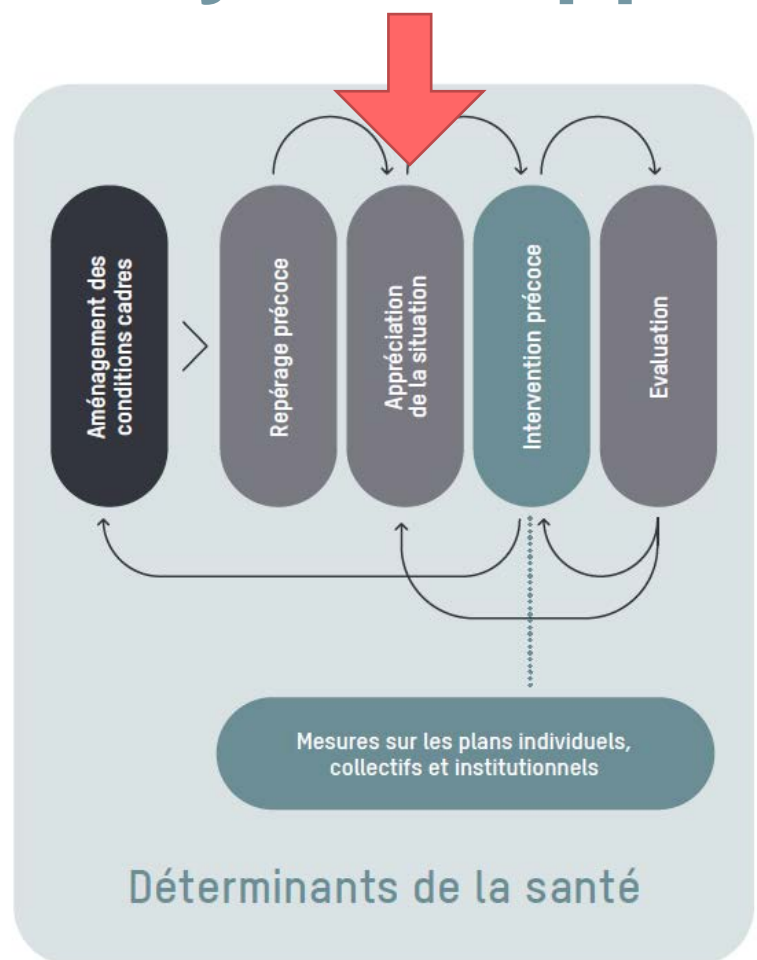 Aménagement des
conditions cadres
Repérage précoce
Appréciation
de la situation
Intervention précoce
Evaluation
Mesures sur les plans individuels,
collectifs et institutionnels
Déterminants de la santé